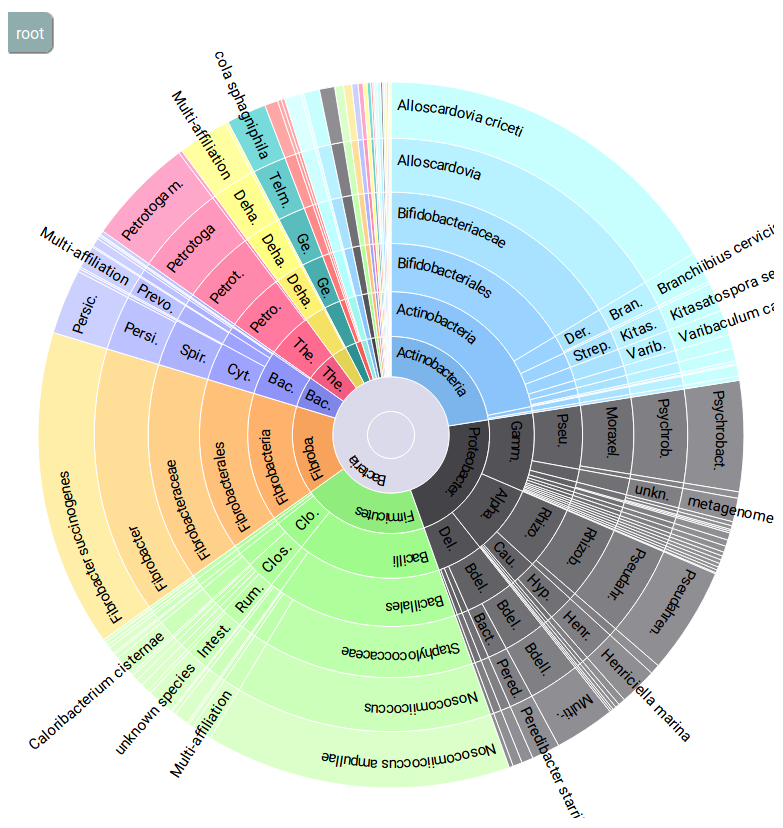 root
Bacteria
Actinobacteria
Actinobacteria
Bifidobacteriales
Bifidobacteriaceae
Alloscardovia
Alloscardovia criceti
Der.
Bran.
Branchiibius cervicis
Strep.
Kitas.
Kitasatospora se
Varib.
Varibaculum ca
Proteobacter.
Gamm.
Pseu.
Moraxel.
Psychrob.
Psychrobact.
unkn.
metagenome
Alpha.
Rhizo.
Rhizob.
Pseudahr.
Pseudahren.
Cau.
Hyp.
Henr.
Henriciella marina
Del.
Bdel.
Bdel.
Bdell.
Multi-.
Bact.
Pered.
Peredibacter starrii
Firmicutes
Bacilli
Bacillales
Staphylococcaceae
Nosocomiicoccus
Nosocomiicoccus ampullae
Clo.
Clos.
Rum.
Intest.
Multi-affiliation
unknown species
Caloribacterium cisternae
Fibroba.
Fibrobacteria
Fibrobacterales
Fibrobacteraceae
Fibrobacter
Fibrobacter succinogenes
Bac.
Bac.
Cyt.
Spir.
Persi.
Persic.
Prevo.
Multi-affiliation
The.
The.
Petro.
Petrot.
Petrotoga
Petrotoga m.
Deha.
Deha.
Deha.
Multi-affiliation
Ge.
Ge.
Telm.
cola sphagniphila